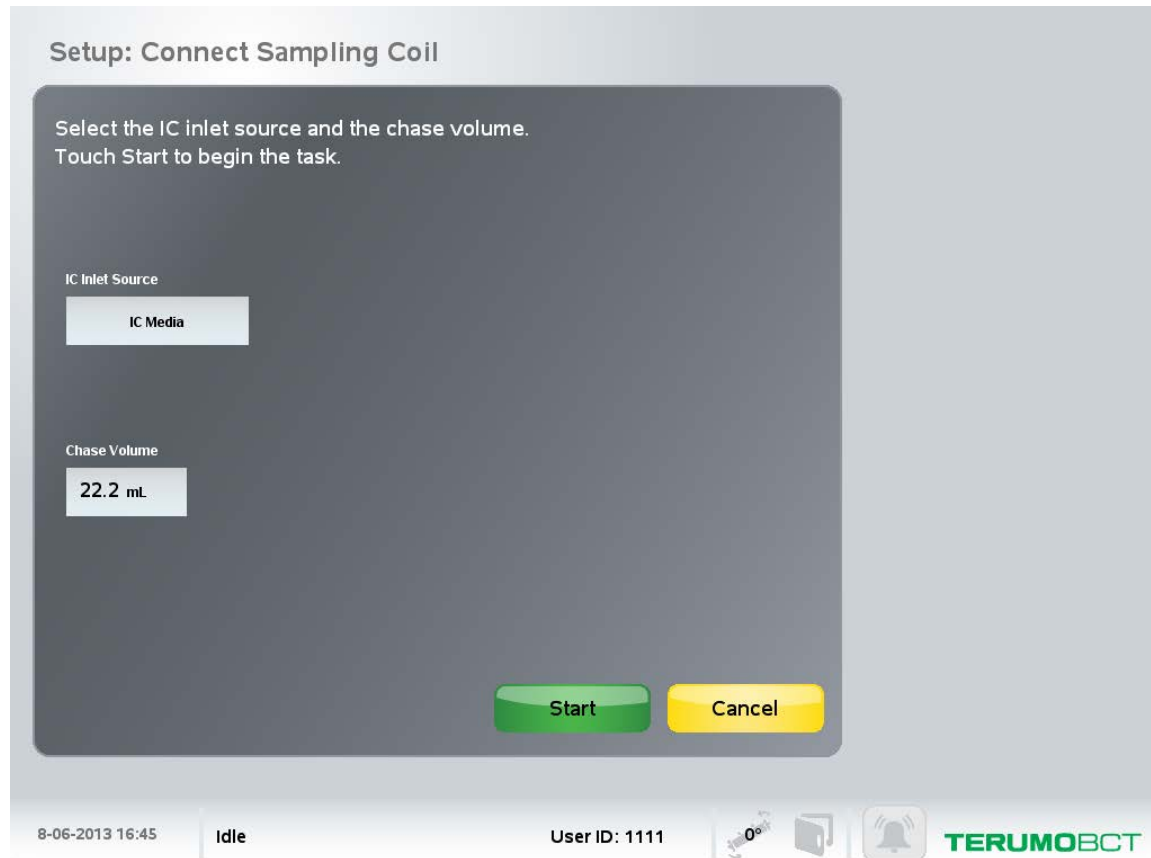 Setup: Connect Sampling Coil
Select the IC inlet source and the chase volume.
Touch Start to begin the task.
IC Inlet Source
IC Media
Chase Volume
22.2 mL
Start
Cancel
8-06-2013 16:45
Idle
User ID: 1111
0°
TERUMOBCT